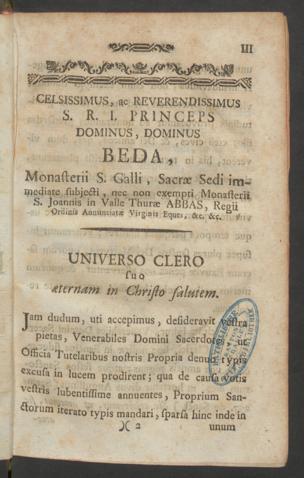 III
CELSISSIMUS, ac REVERENDISSIMUS
S. R. I. PRINCEPS
DOMINUS, DOMINUS
BEDA,
Monaſterii S. Galli, Sacræ Sedi im-
mediate ſubjecti, nec non exempti Monaſterii
S. Joannis in Valle Thuræ ABBAS, Regii
Ordinis Annuntiatæ Virginis Eques, &c. &c.
UNIVERSO CLERO
ſuo
æternam in Chriſto ſalutem.
Jam dudum, uti accepimus, deſideravit veſtra
pietas, Venerabiles Domini Sacerdotes, ut
Officia Tutelaribus noſtris Propria denuò typis
excuſa in lucem prodirent; qua de cauſa votis
veſtris lubentiſſime annuentes, Proprium San-
ctorum iterato typis mandari, ſparſa hinc inde in
)( 2
unum